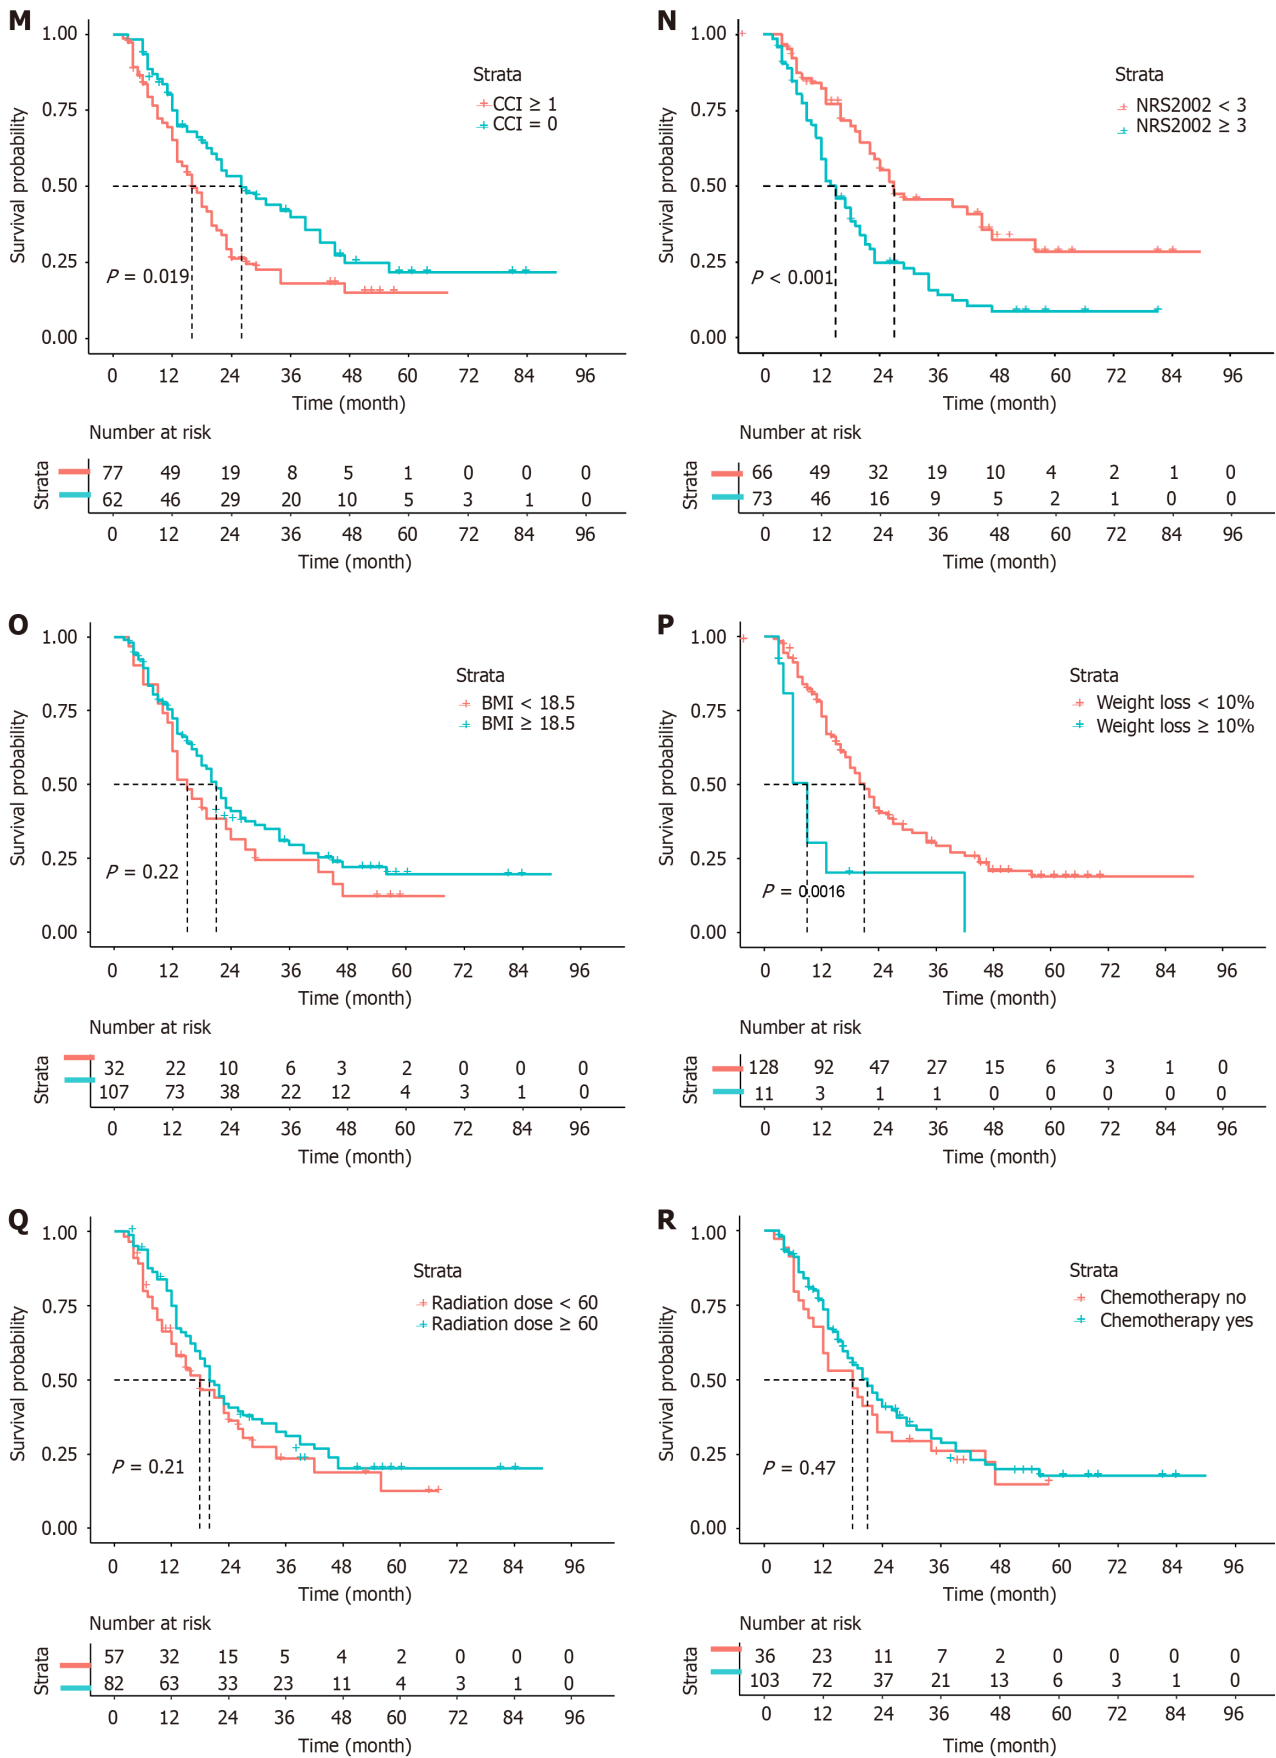 M
1.00
0.75
0.50
0.25
0.00
Survival probability
Strata
CCI ≥ 1
CCI = 0
P = 0.019
0 12 24 36 48 60 72 84 96
Time (month)
Number at risk
Strata
77 49 19 8 5 1 0 0 0
62 46 29 20 10 5 3 1 0
0 12 24 36 48 60 72 84 96
Time (month)
N
1.00
0.75
0.50
0.25
0.00
Survival probability
Strata
NRS2002 < 3
NRS2002 ≥ 3
P < 0.001
0 12 24 36 48 60 72 84 96
Time (month)
Number at risk
Strata
66 49 32 19 10 4 2 1 0
73 46 16 9 5 2 1 0 0
0 12 24 36 48 60 72 84 96
Time (month)
O
1.00
0.75
0.50
0.25
0.00
Survival probability
Strata
BMI < 18.5
BMI ≥ 18.5
P = 0.22
0 12 24 36 48 60 72 84 96
Time (month)
Number at risk
Strata
32 22 10 6 3 2 0 0 0
107 73 38 22 12 4 3 1 0
0 12 24 36 48 60 72 84 96
Time (month)
P
1.00
0.75
0.50
0.25
0.00
Survival probability
Strata
Weight loss < 10%
Weight loss ≥ 10%
P = 0.0016
0 12 24 36 48 60 72 84 96
Time (month)
Number at risk
Strata
128 92 47 27 15 6 3 1 0
11 3 1 1 0 0 0 0 0
0 12 24 36 48 60 72 84 96
Time (month)
Q
1.00
0.75
0.50
0.25
0.00
Survival probability
Strata
Radiation dose < 60
Radiation dose ≥ 60
P = 0.21
0 12 24 36 48 60 72 84 96
Time (month)
Number at risk
Strata
57 32 15 5 4 2 0 0 0
82 63 33 23 11 4 3 1 0
0 12 24 36 48 60 72 84 96
Time (month)
R
1.00
0.75
0.50
0.25
0.00
Survival probability
Strata
Chemotherapy no
Chemotherapy yes
P = 0.47
0 12 24 36 48 60 72 84 96
Time (month)
Number at risk
Strata
36 23 11 7 2 0 0 0 0
103 72 37 21 13 6 3 1 0
0 12 24 36 48 60 72 84 96
Time (month)